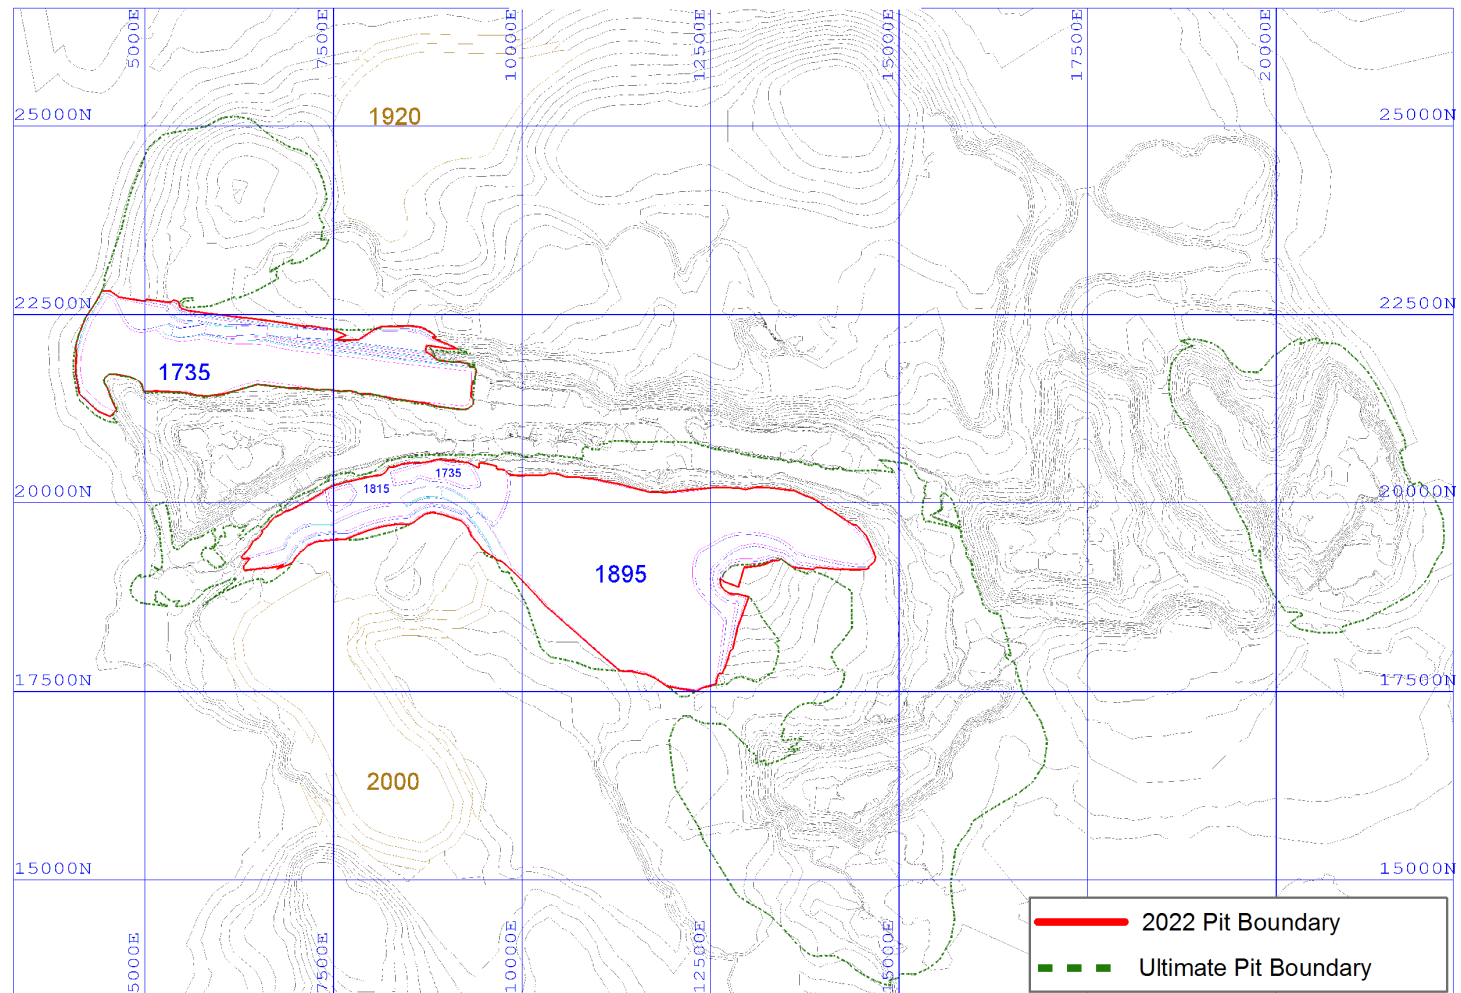 5000E 7500E 10000E 12500E 15000E 17500E 20000E
1920
25000N 25000N
22500N 22500N
1735
1735
1815
20000N 20000N
1895
17500N 17500N
2000
15000N 15000N
5000E 7500E 10000E 12500E 15000E
2022 Pit Boundary
Ultimate Pit Boundary